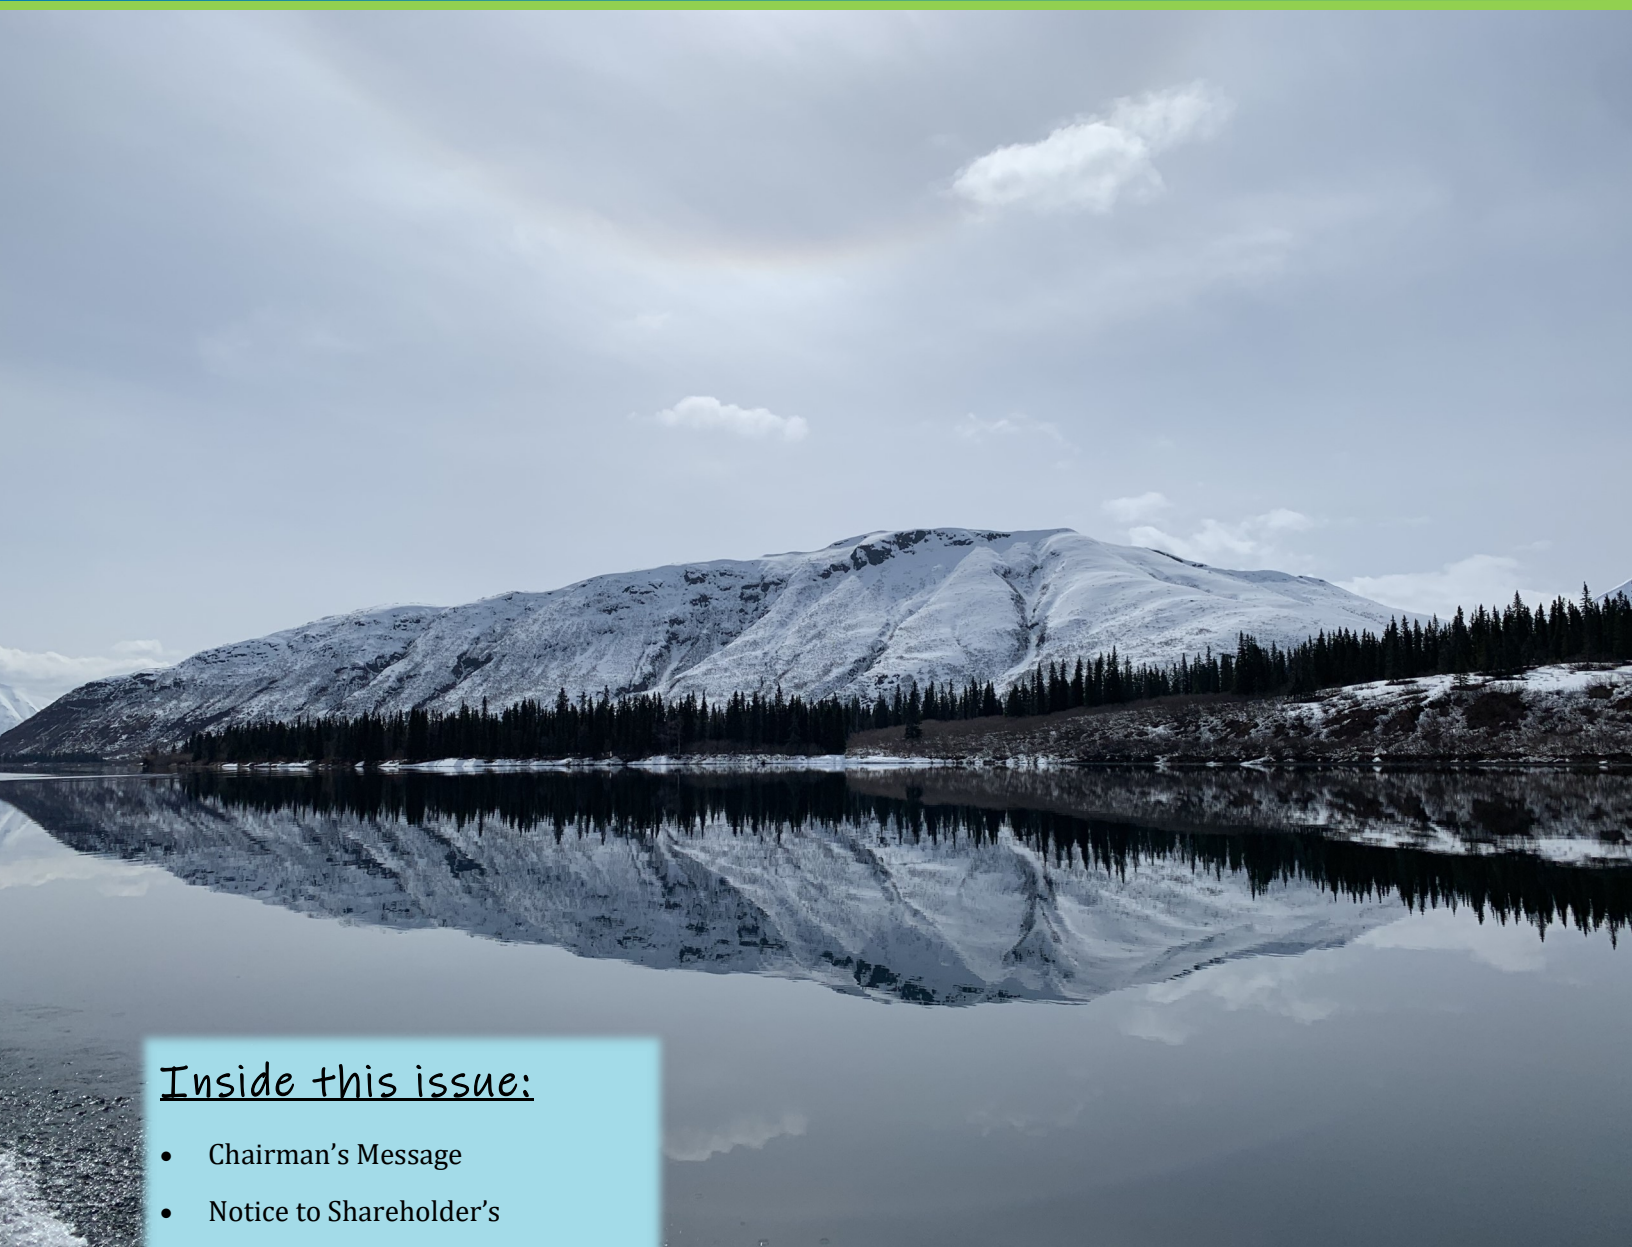 Inside this issue:
• Chairman’s Message
• Notice to Shareholder’s